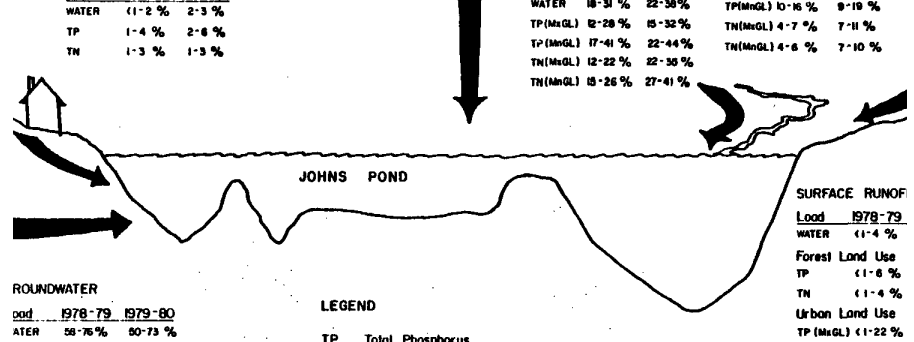 WATER <1-2 % 2-3 %
TP 1-4 % 2-6 %
TN 1-3 % 1-3 %
WATER 18-31 % 22-38 %
TP(MxGL) 12-28 % 15-32 %
TP(MnGL) 17-41 % 22-44 %
TN(MxGL) 12-22 % 22-35 %
TN(MnGL) 15-26 % 27-41 %
TP(MnGL) 10-16 % 9-19 %
TN(MxGL) 4-7 % 7-11 %
TN(MnGL) 4-6 % 7-10 %
JOHNS POND
SURFACE RUNOF
Load 1978-79
WATER <1-4 %
Forest Land Use
TP <1-6 %
TN <1-4 %
Urban Land Use
TP (MxGL) <1-22 %
ROUNDWATER
oad 1978-79 1979-80
ATER 58-76 % 50-73 %
LEGEND
TP Total Phosphorus